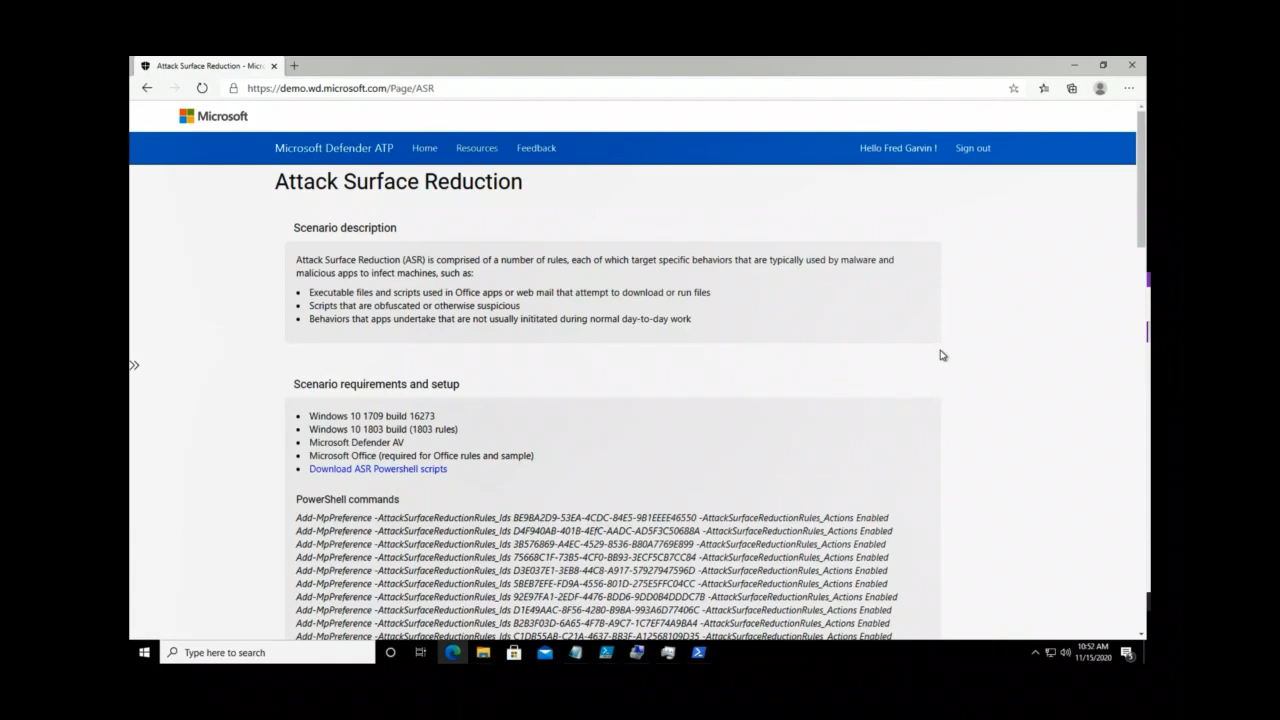 Attack Surface Reduction - Micr
https://demo.wd.microsoft.com/Page/ASR
Microsoft
Microsoft Defender ATP Home Resources Feedback Hello Fred Garvin ! Sign out
Attack Surface Reduction
Scenario description
Attack Surface Reduction (ASR) is comprised of a number of rules, each of which target specific behaviors that are typically used by malware and
malicious apps to infect machines, such as:
• Executable files and scripts used in Office apps or web mail that attempt to download or run files
• Scripts that are obfuscated or otherwise suspicious
• Behaviors that apps undertake that are not usually inititated during normal day-to-day work
Scenario requirements and setup
• Windows 10 1709 build 16273
• Windows 10 1803 build (1803 rules)
• Microsoft Defender AV
• Microsoft Office (required for Office rules and sample)
• Download ASR Powershell scripts
PowerShell commands
Add-MpPreference -AttackSurfaceReductionRules_Ids BE9BA2D9-53EA-4CDC-84E5-9B1EEEE46550 -AttackSurfaceReductionRules_Actions Enabled
Add-MpPreference -AttackSurfaceReductionRules_Ids D4F940AB-401B-4EfC-AADC-AD5F3C50688A -AttackSurfaceReductionRules_Actions Enabled
Add-MpPreference -AttackSurfaceReductionRules_Ids 3B576869-A4EC-4529-8536-B80A7769E899 -AttackSurfaceReductionRules_Actions Enabled
Add-MpPreference -AttackSurfaceReductionRules_Ids 75668C1F-73B5-4CF0-BB93-3ECF5CB7CC84 -AttackSurfaceReductionRules_Actions Enabled
Add-MpPreference -AttackSurfaceReductionRules_Ids D3E037E1-3EB8-44C8-A917-57927947596D -AttackSurfaceReductionRules_Actions Enabled
Add-MpPreference -AttackSurfaceReductionRules_Ids 5BEB7EFE-FD9A-4556-801D-275E5FFC04CC -AttackSurfaceReductionRules_Actions Enabled
Add-MpPreference -AttackSurfaceReductionRules_Ids 92E97FA1-2EDF-4476-BDD6-9DD0B4DDDC7B -AttackSurfaceReductionRules_Actions Enabled
Add-MpPreference -AttackSurfaceReductionRules_Ids D1E49AAC-8F56-4280-B9BA-993A6D77406C -AttackSurfaceReductionRules_Actions Enabled
Add-MpPreference -AttackSurfaceReductionRules_Ids B2B3F03D-6A65-4F7B-A9C7-1C7EF74A9BA4 -AttackSurfaceReductionRules_Actions Enabled
Add-MpPreference -AttackSurfaceReductionRules_Ids C1DB55AB-C21A-4637-BB3F-A12568109D35 -AttackSurfaceReductionRules_Actions Enabled
Type here to search
10:52 AM
11/15/2020